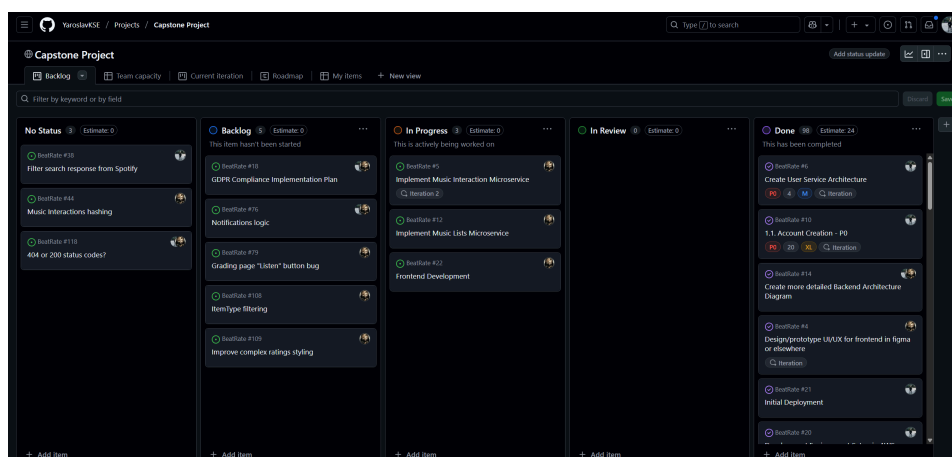 YaroslavKSE / Projects / Capstone Project
Type / to search
Capstone Project
Add status update
Backlog
Team capacity
Current iteration
Roadmap
My items
+ New view
Filter by keyword or by field
Discard
Save
No Status 3 Estimate: 0
BeatRate #38
Filter search response from Spotify
BeatRate #44
Music Interactions hashing
BeatRate #118
404 or 200 status codes?
+ Add item
Backlog 5 Estimate: 0
This item hasn't been started
BeatRate #18
GDPR Compliance Implementation Plan
BeatRate #76
Notifications logic
BeatRate #79
Grading page "Listen" button bug
BeatRate #108
ItemType filtering
BeatRate #109
Improve complex ratings styling
+ Add item
In Progress 3 Estimate: 0
This is actively being worked on
BeatRate #5
Implement Music Interaction Microservice
Iteration 2
BeatRate #12
Implement Music Lists Microservice
BeatRate #22
Frontend Development
+ Add item
In Review 0 Estimate: 0
+ Add item
Done 98 Estimate: 24
This has been completed
BeatRate #6
Create User Service Architecture
P0 4 M Iteration
BeatRate #10
1.1. Account Creation - P0
P0 20 XL Iteration
BeatRate #14
Create more detailed Backend Architecture
Diagram
BeatRate #4
Design/prototype UI/UX for frontend in figma
or elsewhere
Iteration
BeatRate #21
Initial Deployment
BeatRate #20
+ Add item